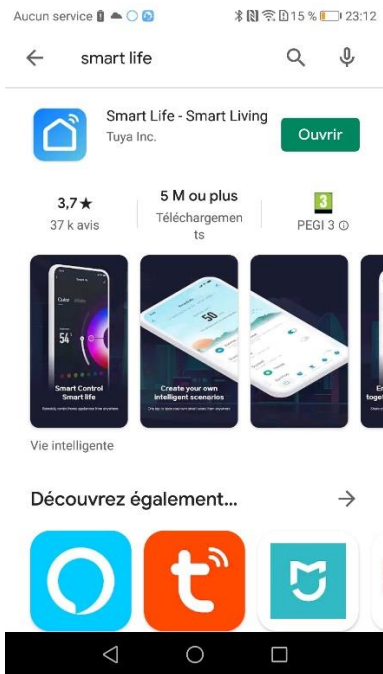 Aucun service 15 % 23:12
smart life
Smart Life - Smart Living
Tuya Inc.
Ouvrir
3,7★
37 k avis
5 M ou plus
Téléchargemen
ts
3
PEGI 3
Color
54
Smart Control
Smart life
50
Create your own
intelligent scenarios
Vie intelligente
Découvrez également...